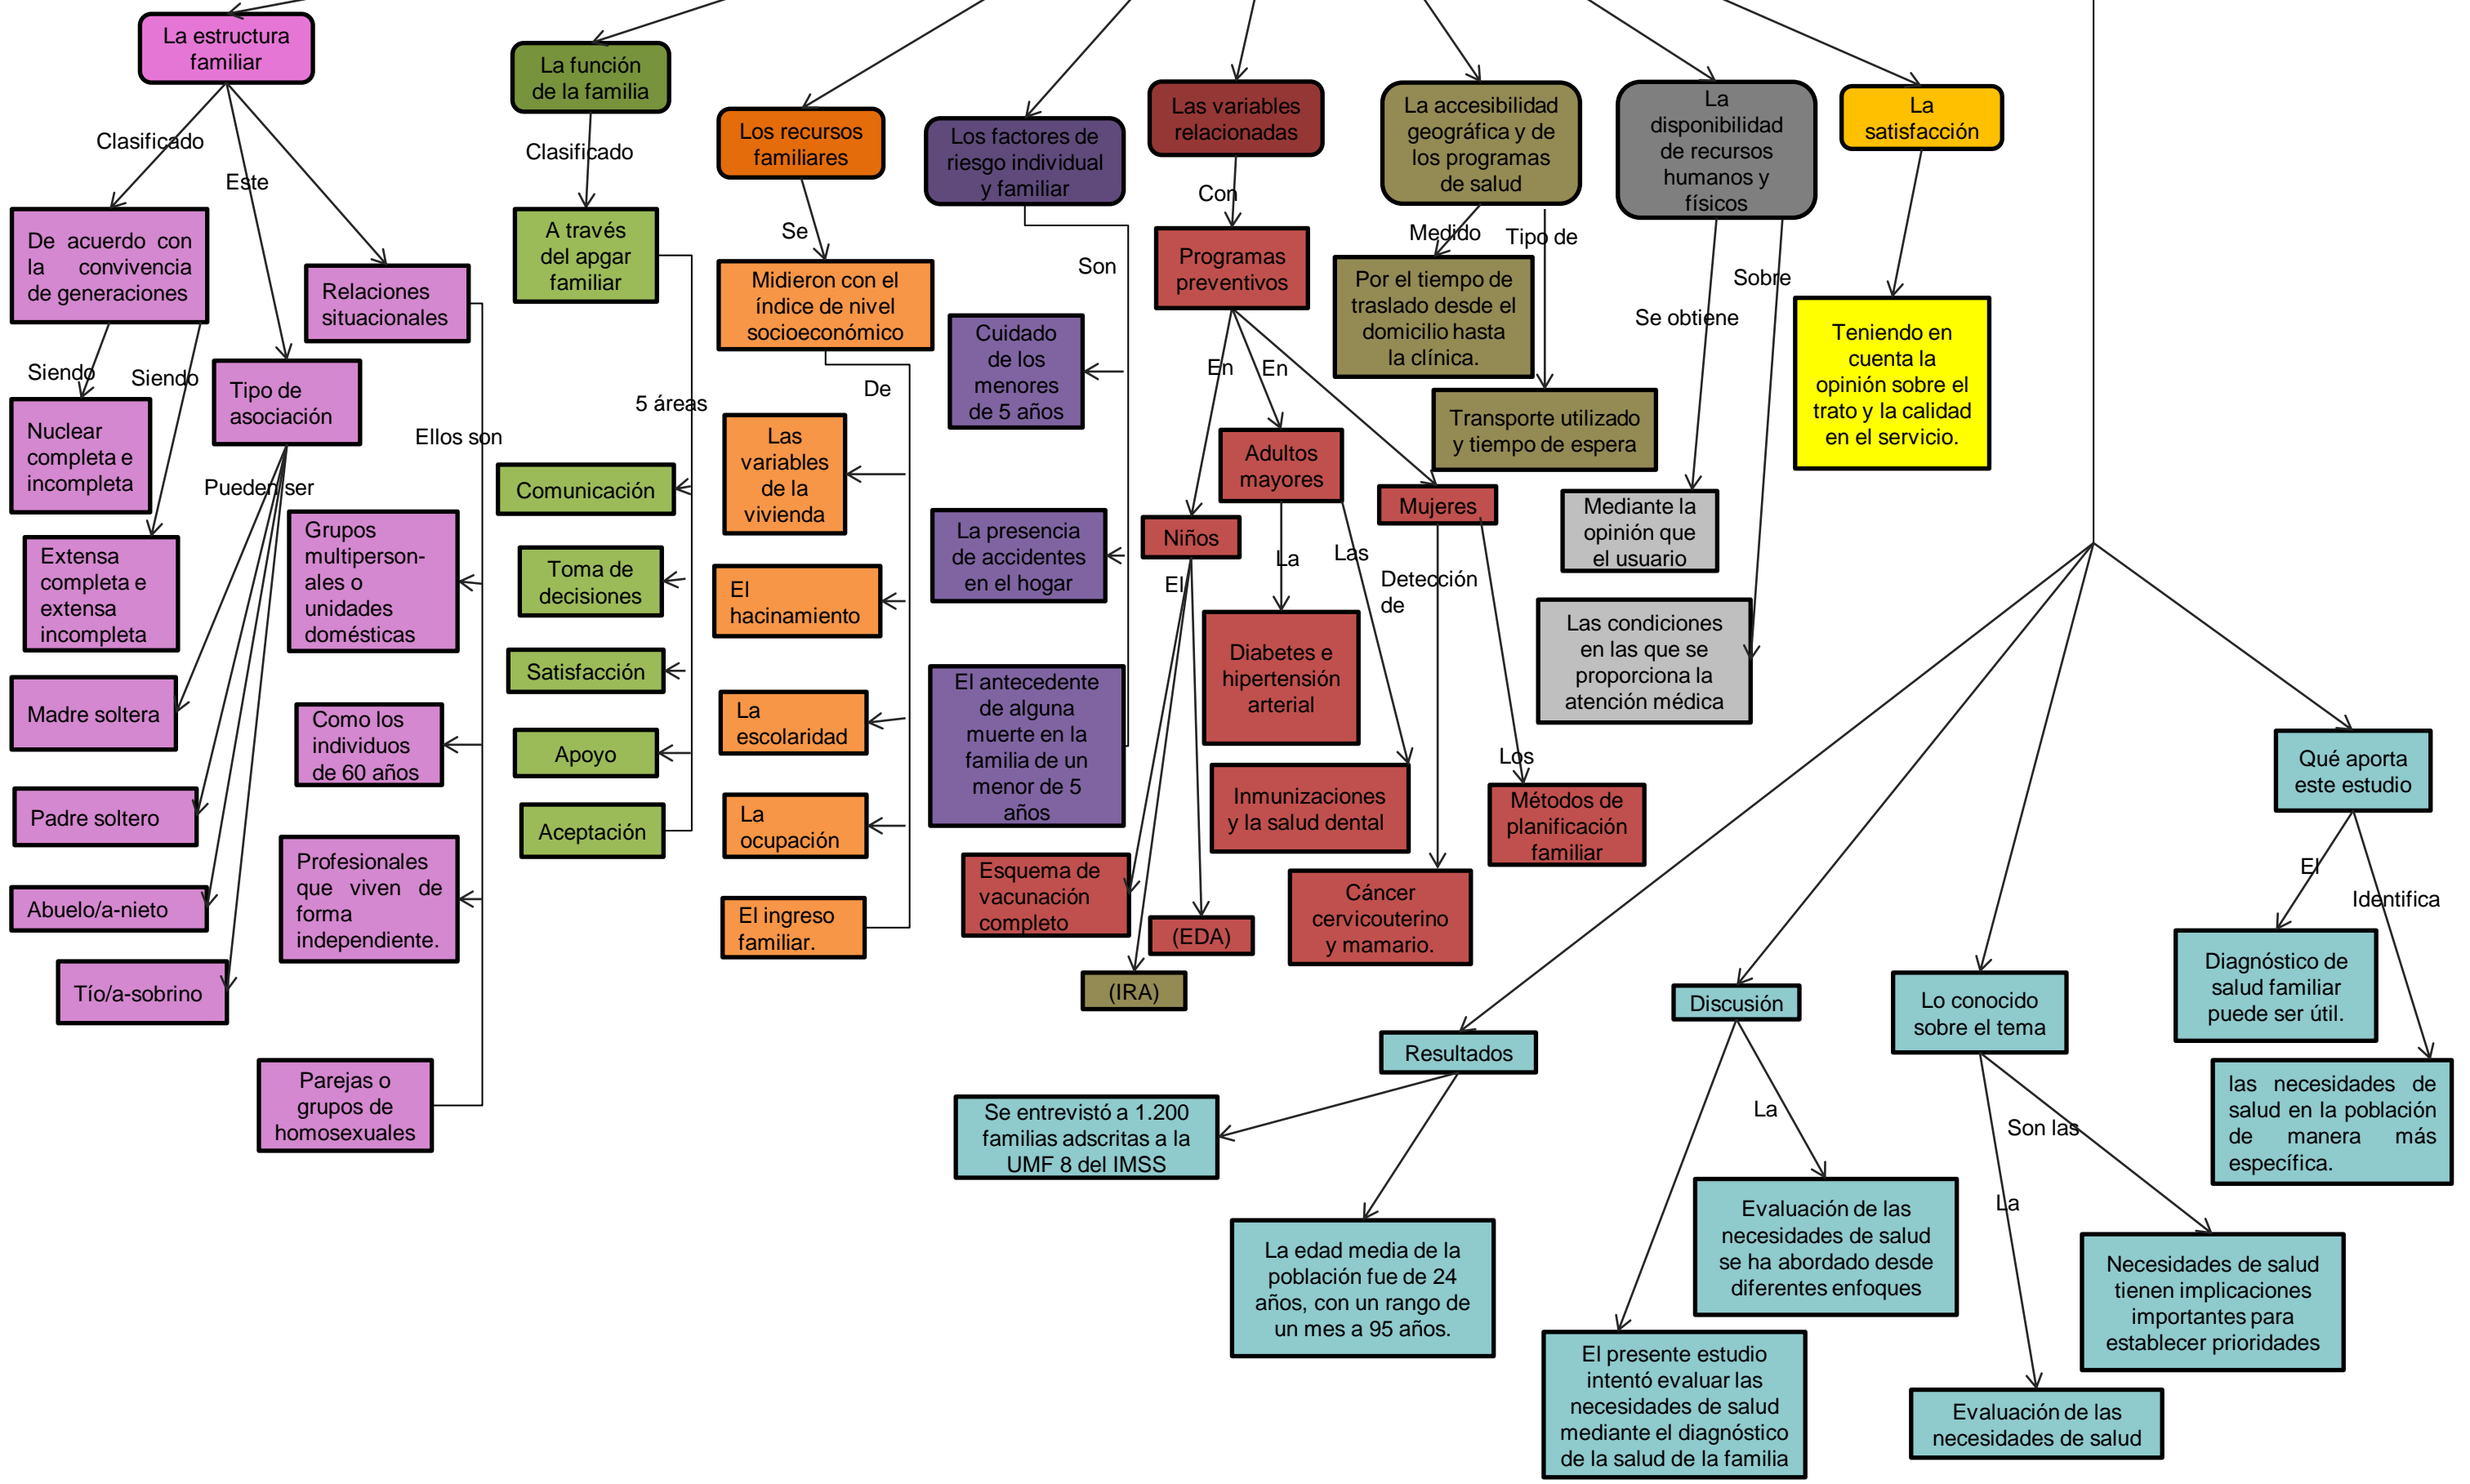 La estructura
familiar
Clasificado
Este
De acuerdo con
la convivencia
de generaciones
Relaciones
situacionales
Siendo
Siendo
Tipo de
asociación
Nuclear
completa e
incompleta
Ellos son
Pueden ser
Extensa
completa e
extensa
incompleta
Grupos
multiperson-
ales o
unidades
domésticas
Madre soltera
Como los
individuos
de 60 años
Padre soltero
Profesionales
que viven de
forma
independiente.
Abuelo/a-nieto
Tío/a-sobrino
Parejas o
grupos de
homosexuales
La función
de la familia
Clasificado
A través
del apgar
familiar
5 áreas
Comunicación
Toma de
decisiones
Satisfacción
Apoyo
Aceptación
Los recursos
familiares
Se
Midieron con el
índice de nivel
socioeconómico
De
Las
variables
de la
vivienda
El
hacinamiento
La
escolaridad
La
ocupación
El ingreso
familiar.
Los factores de
riesgo individual
y familiar
Son
Cuidado
de los
menores
de 5 años
La presencia
de accidentes
en el hogar
El antecedente
de alguna
muerte en la
familia de un
menor de 5
años
Las variables
relacionadas
Con
Programas
preventivos
En
En
Adultos
mayores
Mujeres
Niños
El
La
Las
Detección
de
Diabetes e
hipertensión
arterial
Los
Inmunizaciones
y la salud dental
Métodos de
planificación
familiar
Esquema de
vacunación
completo
(EDA)
Cáncer
cervicouterino
y mamario.
(IRA)
La accesibilidad
geográfica y de
los programas
de salud
Medido
Tipo de
Por el tiempo de
traslado desde el
domicilio hasta
la clínica.
Transporte utilizado
y tiempo de espera
La
disponibilidad
de recursos
humanos y
físicos
Sobre
Se obtiene
Mediante la
opinión que
el usuario
Las condiciones
en las que se
proporciona la
atención médica
La
satisfacción
Teniendo en
cuenta la
opinión sobre el
trato y la calidad
en el servicio.
Resultados
Se entrevistó a 1.200
familias adscritas a la
UMF 8 del IMSS
La edad media de la
población fue de 24
años, con un rango de
un mes a 95 años.
Discusión
La
Evaluación de las
necesidades de salud
se ha abordado desde
diferentes enfoques
El presente estudio
intentó evaluar las
necesidades de salud
mediante el diagnóstico
de la salud de la familia
Lo conocido
sobre el tema
Son las
La
Necesidades de salud
tienen implicaciones
importantes para
establecer prioridades
Evaluación de las
necesidades de salud
Qué aporta
este estudio
El
Identifica
Diagnóstico de
salud familiar
puede ser útil.
las necesidades de
salud en la población
de manera más
específica.